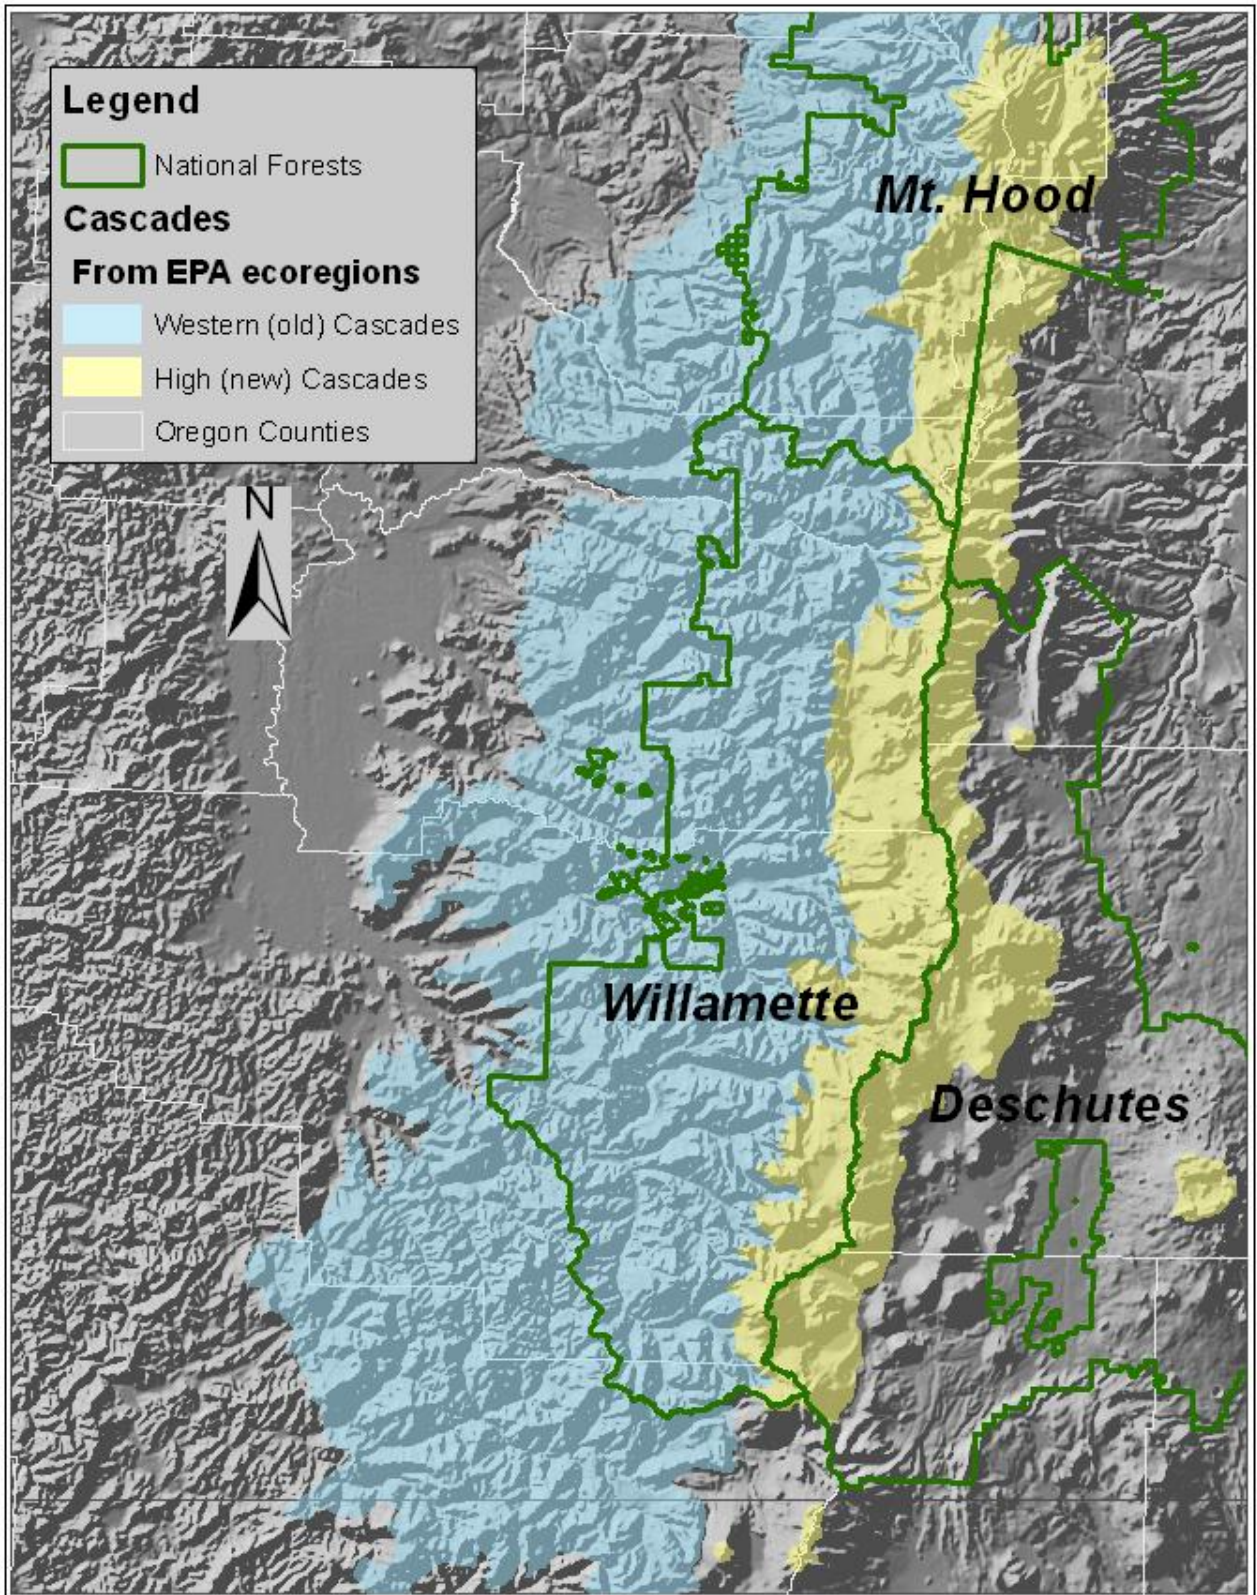 Legend
National Forests
Cascades
From EPA ecoregions
Western (old) Cascades
High (new) Cascades
Oregon Counties
N
Mt. Hood
Willamette
Deschutes